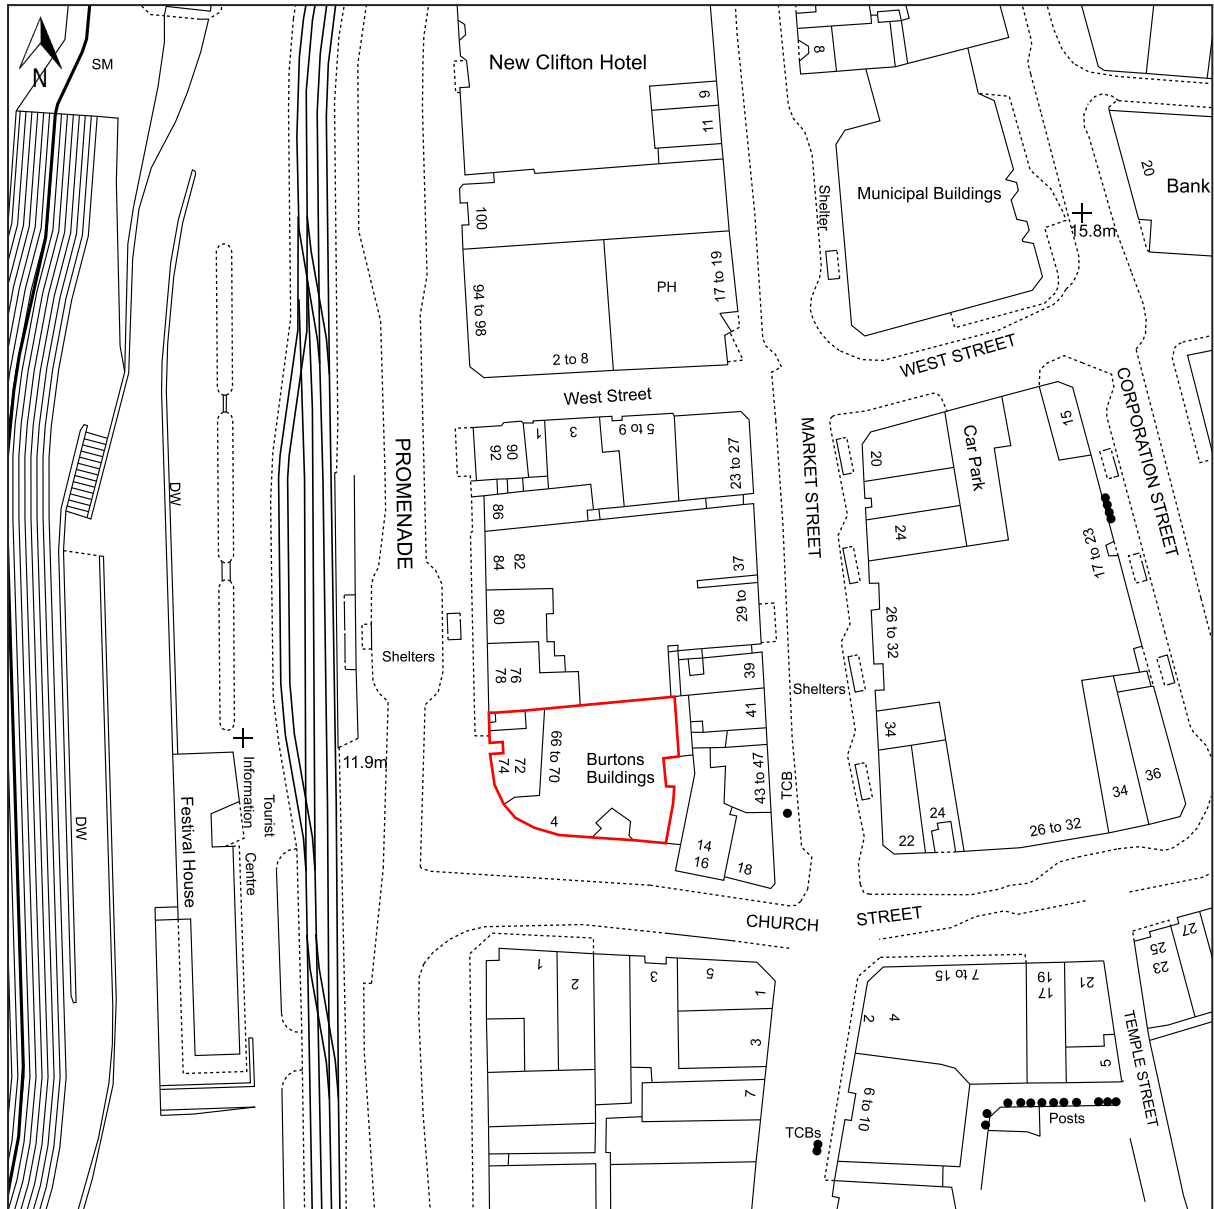 N
SM
New Clifton Hotel
9
11
8
Shelter
Municipal Buildings
20
Bank
15.8m
100
94 to 98
PH
17 to 19
2 to 8
West Street
WEST STREET
CORPORATION STREET
PROMENADE
92
90
1
3
5 to 9
23 to 27
MARKET STREET
20
Car Park
15
24
17 to 23
DW
86
84
82
37
29 to
80
26 to 32
Shelters
78
76
39
41
Shelters
34
11.9m
74
72
66 to 70
Burtons
Buildings
43 to 47
TCB
4
14
16
18
22
24
26 to 32
34
36
Tourist
Information
Centre
Festival House
DW
CHURCH STREET
1
2
3
5
1
3
7
7 to 15
2
4
19
17
21
5
25
23
27
TEMPLE STREET
6 to 10
Posts
TCBs